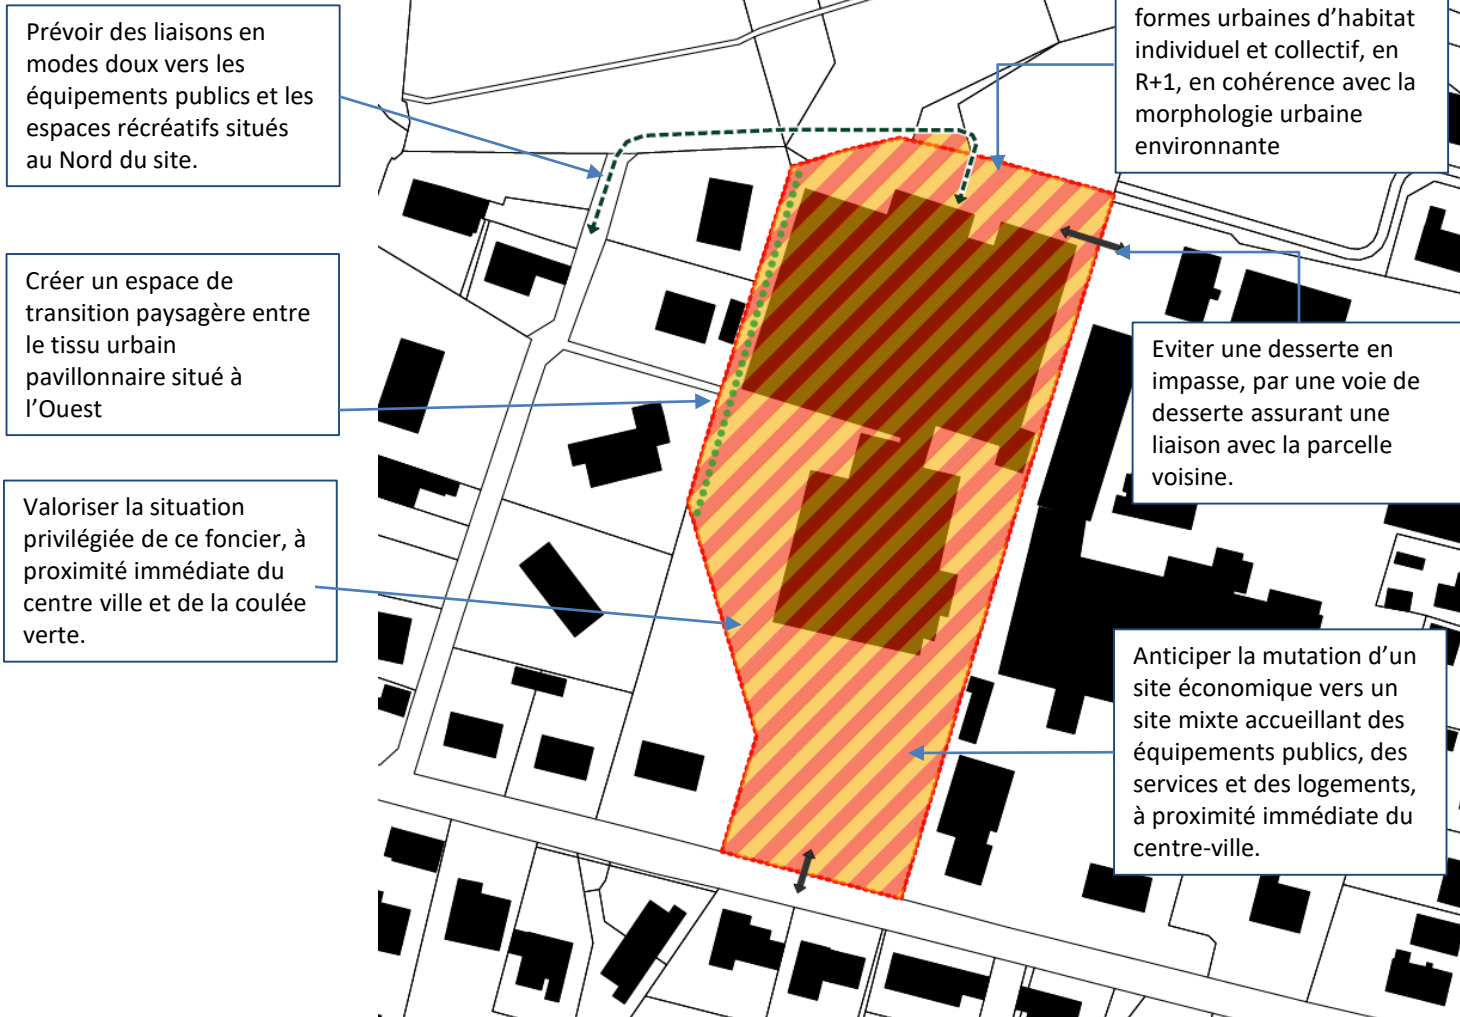 Prévoir des liaisons en
modes doux vers les
équipements publics et les
espaces récréatifs situés
au Nord du site.
Créer un espace de
transition paysagère entre
le tissu urbain
pavillonnaire situé à
l’Ouest
Valoriser la situation
privilégiée de ce foncier, à
proximité immédiate du
centre ville et de la coulée
verte.
formes urbaines d’habitat
individuel et collectif, en
R+1, en cohérence avec la
morphologie urbaine
environnante
Eviter une desserte en
impasse, par une voie de
desserte assurant une
liaison avec la parcelle
voisine.
Anticiper la mutation d’un
site économique vers un
site mixte accueillant des
équipements publics, des
services et des logements,
à proximité immédiate du
centre-ville.